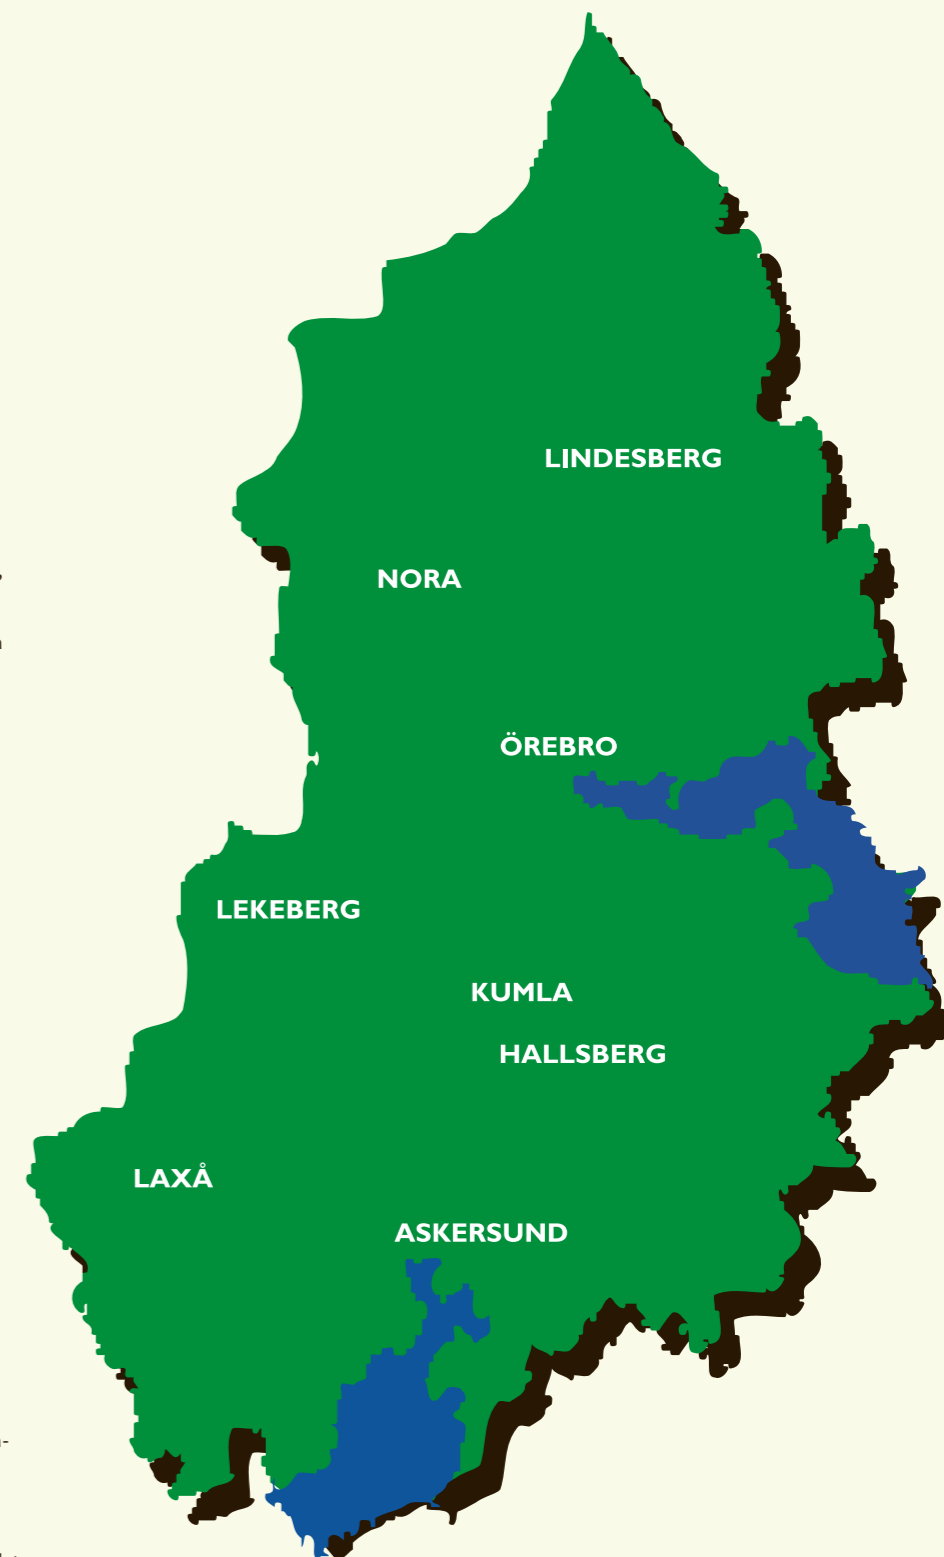 LINDESBERG
NORA
ÖREBRO
LEKEBERG
KUMLA
HALLSBERG
LAXÅ
ASKERSUND